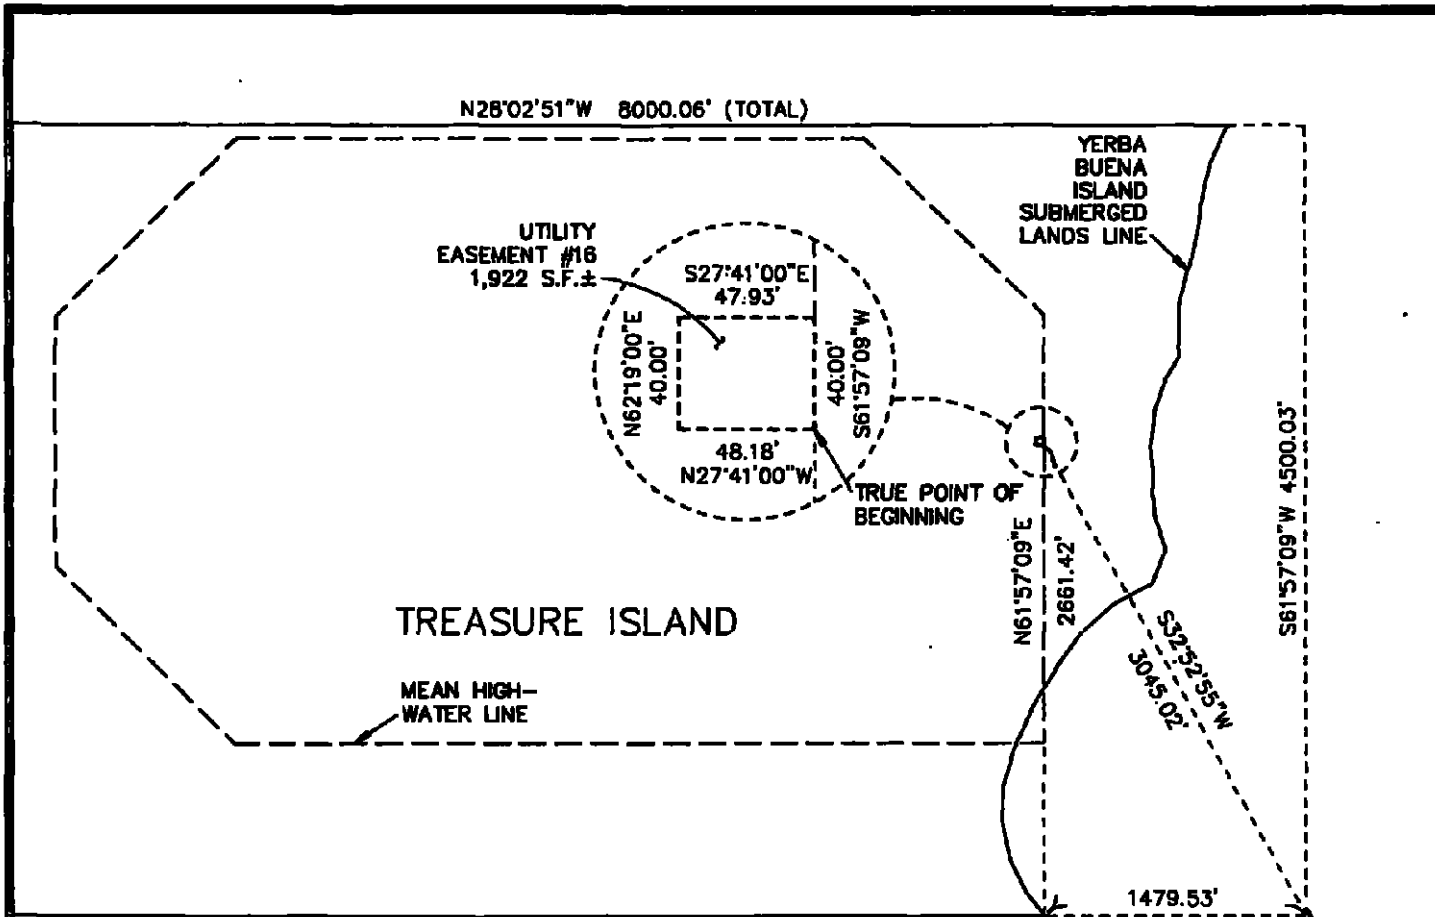 N28°02'51"W 8000.06' (TOTAL)
YERBA
BUENA
ISLAND
SUBMERGED
LANDS LINE
UTILITY
EASEMENT #16
1,922 S.F.±
S27°41'00"E
47.93'
N62°19'00"E
40.00'
40.00'
S61°57'09"W
48.18'
N27°41'00"W
TRUE POINT OF
BEGINNING
N61°57'09"E
2661.42'
S61°57'09"W 4500.03'
S32°52'55"W
3045.02'
TREASURE ISLAND
MEAN HIGH-
WATER LINE
1479.53'